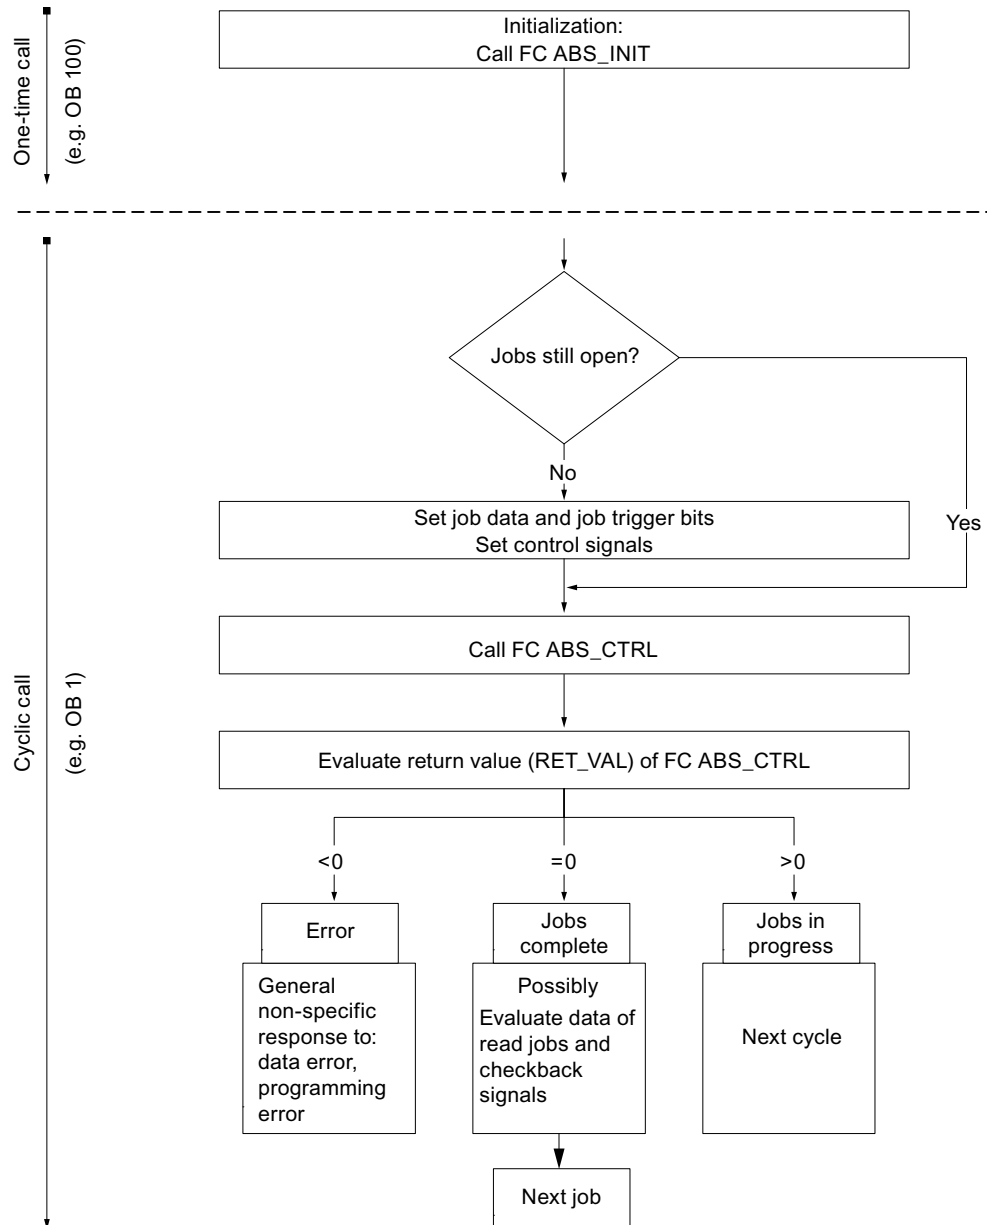 One-time call
(e.g. OB 100)
Initialization:
Call FC ABS_INIT
Cyclic call
(e.g. OB 1)
Jobs still open?
No
Yes
Set job data and job trigger bits
Set control signals
Call FC ABS_CTRL
Evaluate return value (RET_VAL) of FC ABS_CTRL
<0
=0
>0
Error
General
non-specific
response to:
data error,
programming
error
Jobs
complete
Possibly
Evaluate data of
read jobs and
checkback
signals
Next job
Jobs in
progress
Next cycle